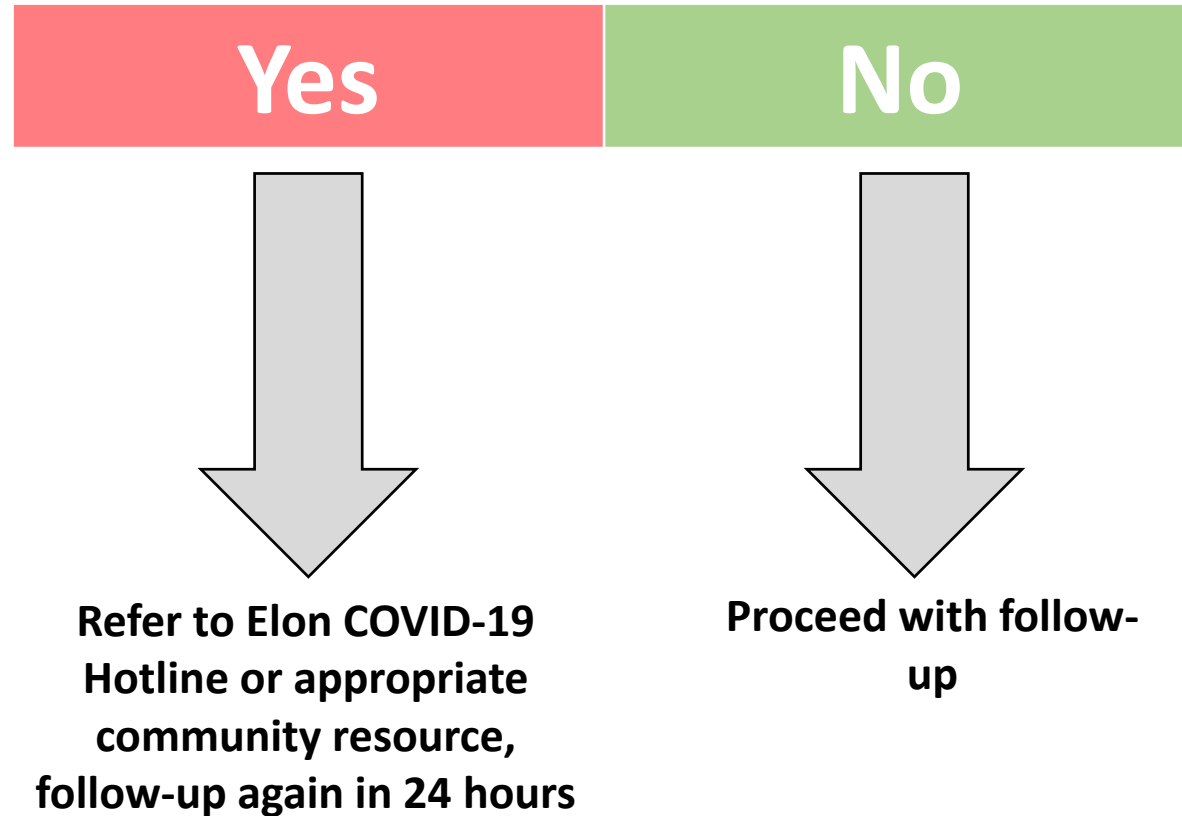 Yes
No
Refer to Elon COVID-19
Hotline or appropriate
community resource,
follow-up again in 24 hours
Proceed with follow-
up